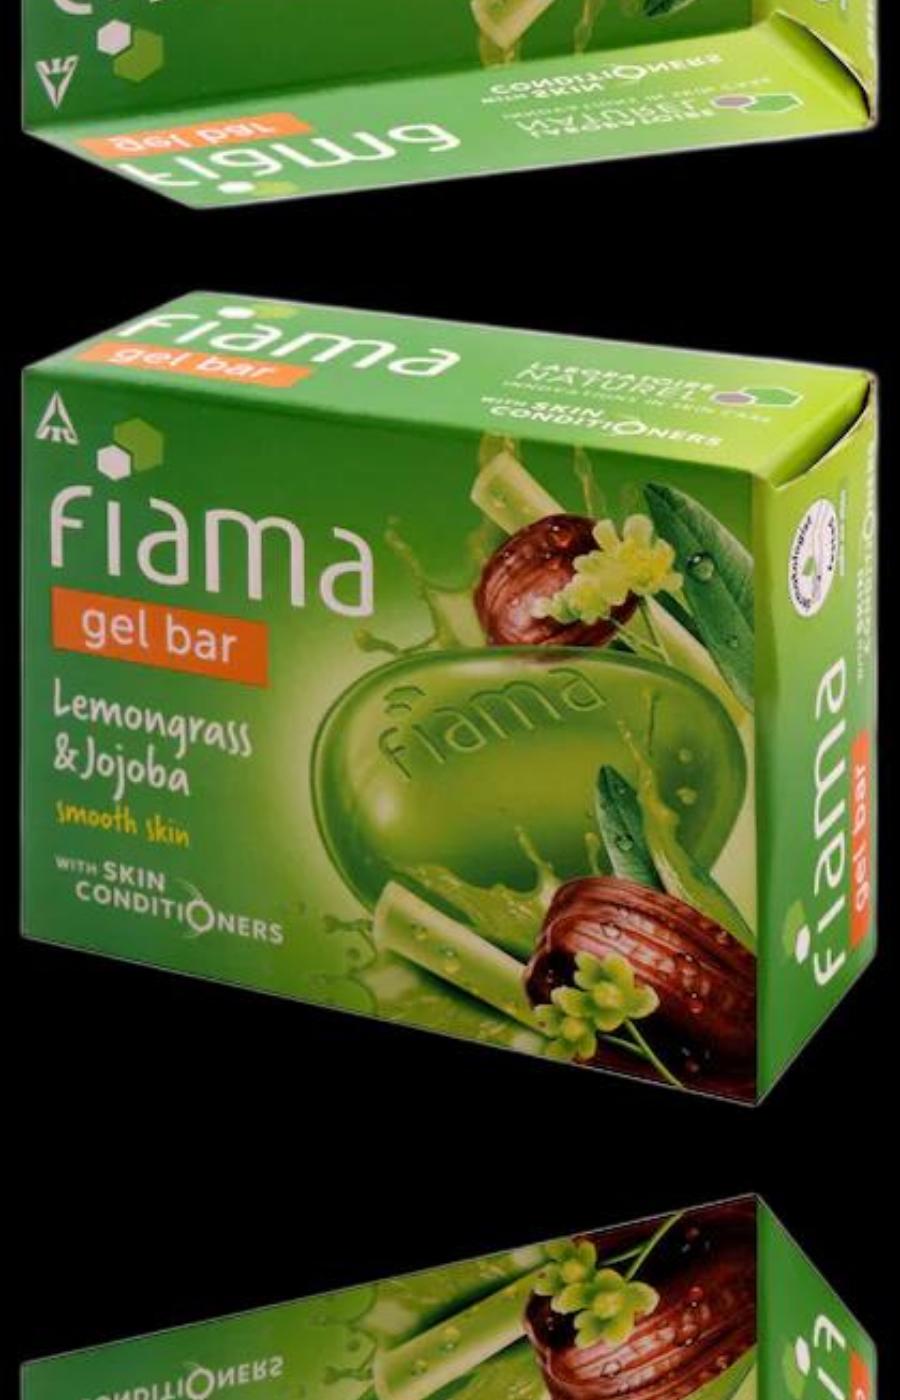 fiama
gel bar
LABORATOIRE
NATUREL
WITH SKIN
CONDITIONERS
ITC
fiama
gel bar
Lemongrass
& Jojoba
smooth skin
WITH SKIN
CONDITIONERS
fiama
fiama
gel bar